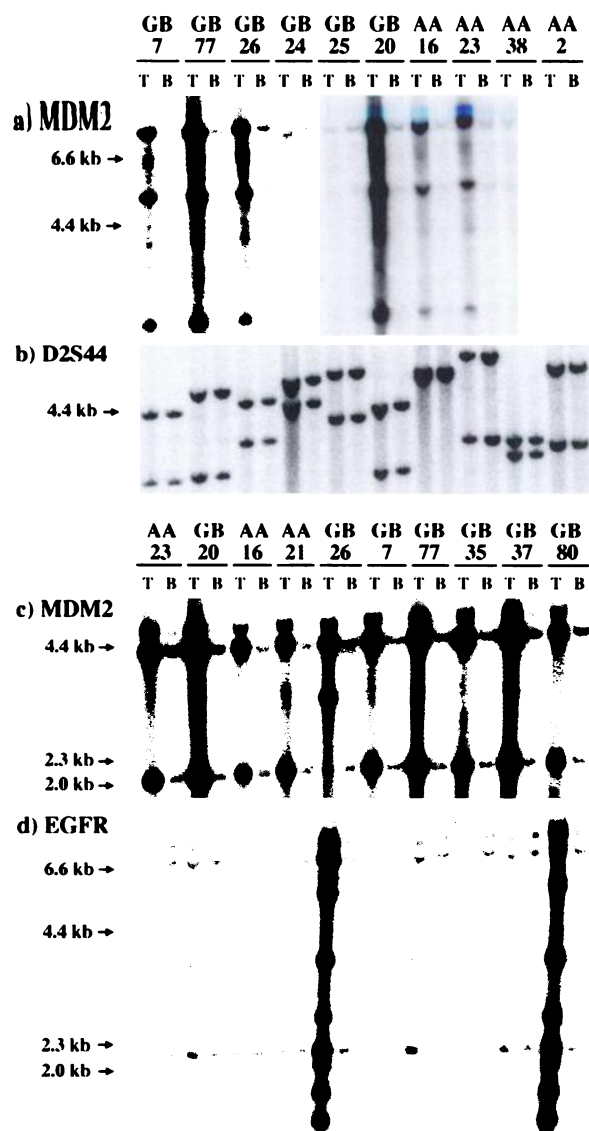 GB GB GB GB GB GB AA AA AA AA
7 77 26 24 25 20 16 23 38 2
T B T B T B T B T B T B T B T B T B T B
a) MDM2
6.6 kb →
4.4 kb →
b) D2S44
4.4 kb →
AA GB AA AA GB GB GB GB GB GB
23 20 16 21 26 7 77 35 37 80
T B T B T B T B T B T B T B T B T B T B
c) MDM2
4.4 kb →
2.3 kb →
2.0 kb →
d) EGFR
6.6 kb →
4.4 kb →
2.3 kb →
2.0 kb →